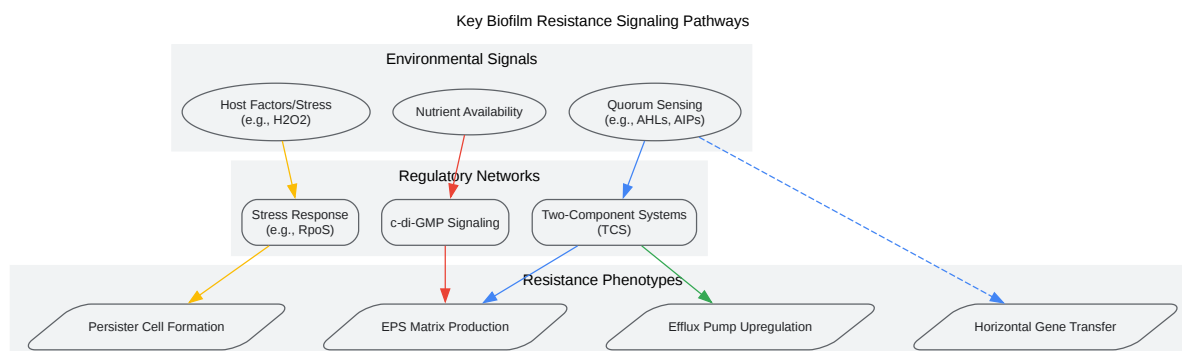 Key Biofilm Resistance Signaling Pathways
Environmental Signals
Host Factors/Stress
(e.g., H2O2)
Nutrient Availability
Quorum Sensing
(e.g., AHLs, AIPs)
Regulatory Networks
Stress Response
(e.g., RpoS)
c-di-GMP Signaling
Two-Component Systems
(TCS)
Resistance Phenotypes
Persister Cell Formation
EPS Matrix Production
Efflux Pump Upregulation
Horizontal Gene Transfer